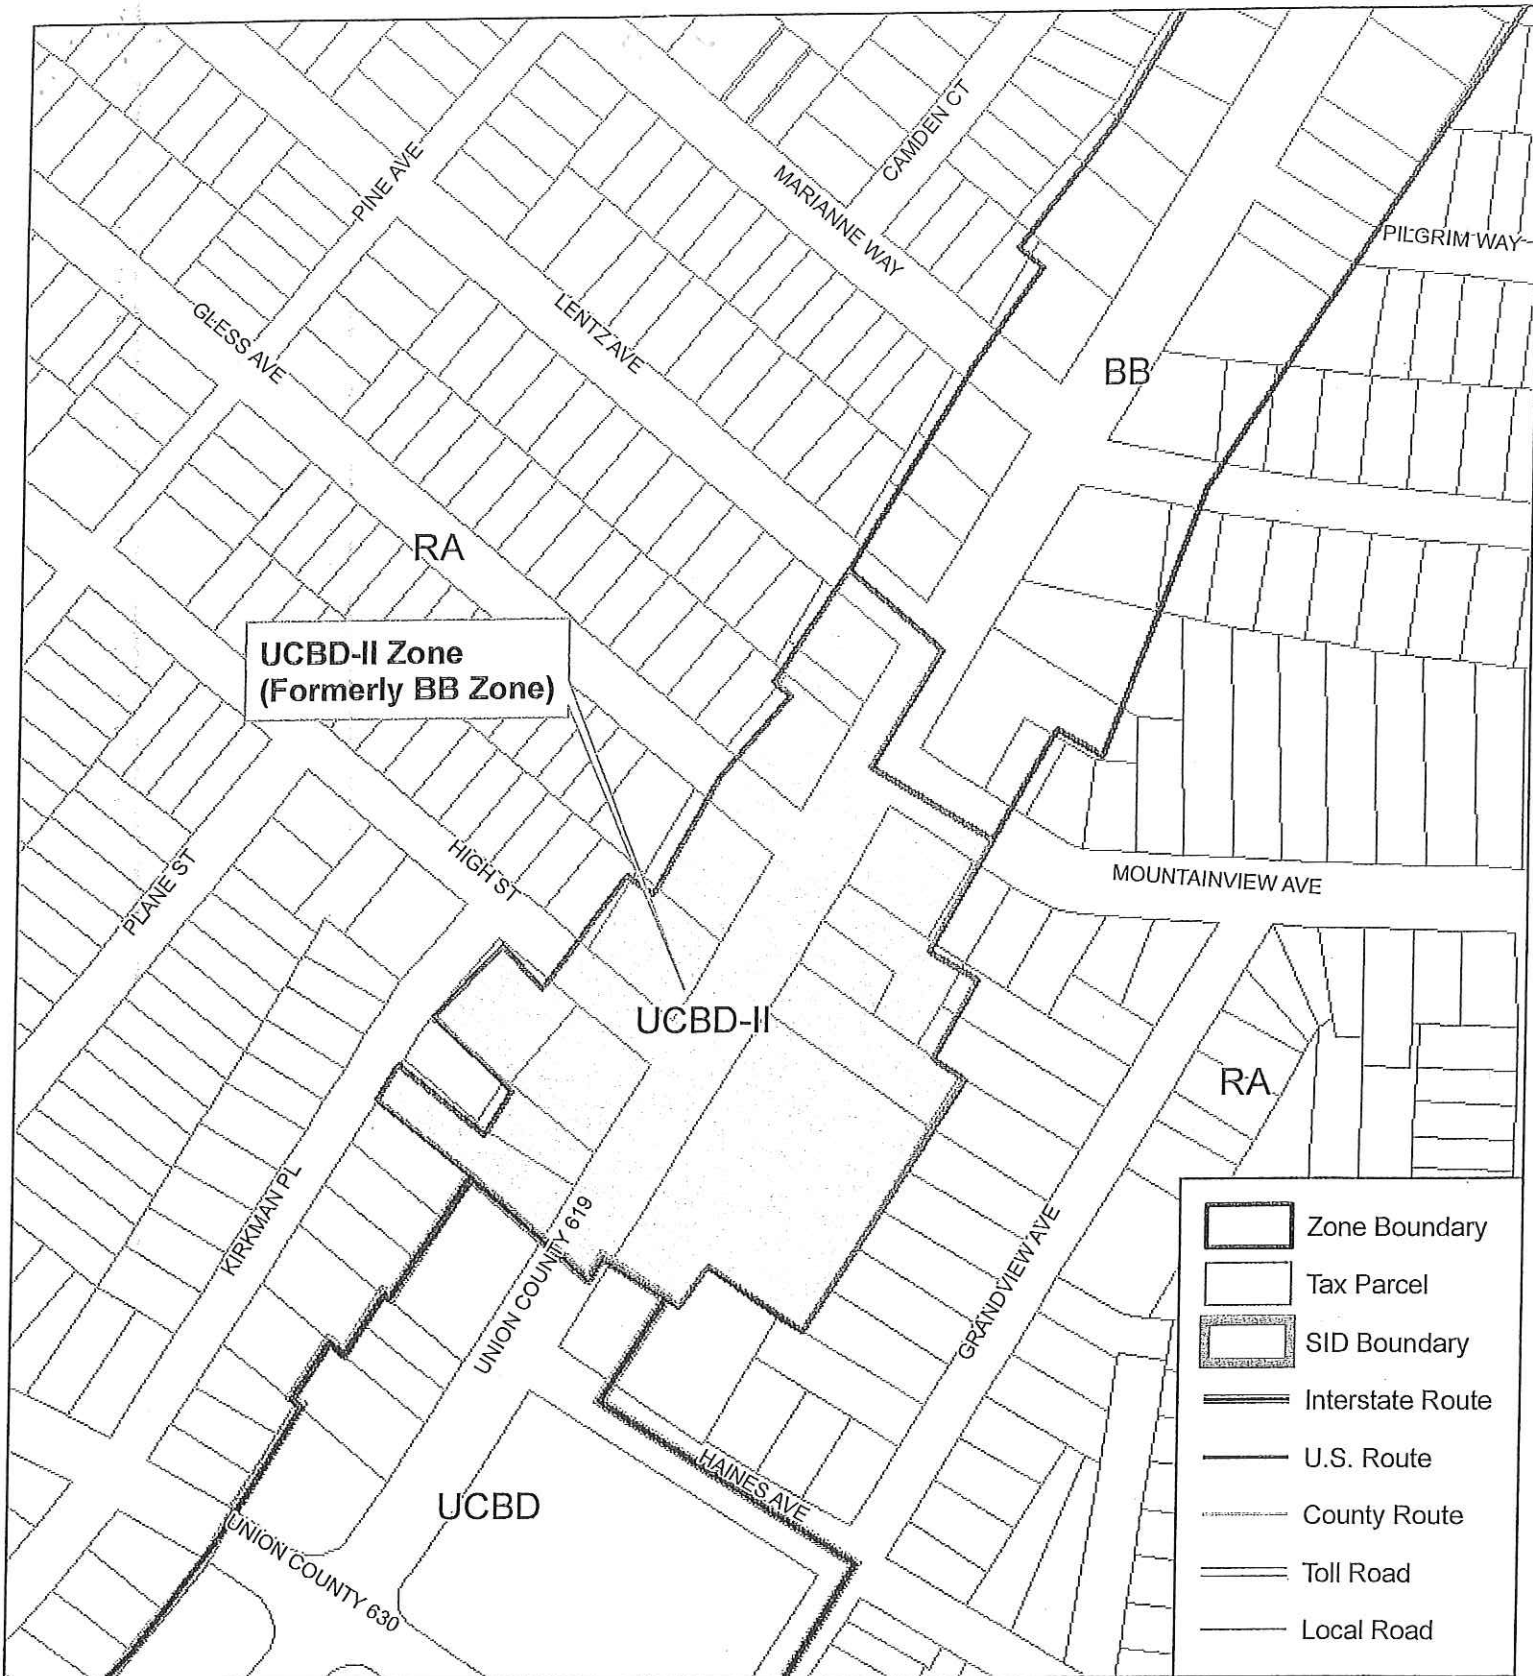 CAMDEN CT
PINE AVE
MARIANNE WAY
PILGRIM WAY
GLESS AVE
LENTZ AVE
BB
RA
UCBD-II Zone
(Formerly BB Zone)
HIGH ST
PLANE ST
MOUNTAINVIEW AVE
UCBD-II
RA
KIRKMAN PL
UNION COUNTY 619
GRANDVIEW AVE
HAINES AVE
UCBD
UNION COUNTY 630
Zone Boundary
Tax Parcel
SID Boundary
Interstate Route
U.S. Route
County Route
Toll Road
Local Road